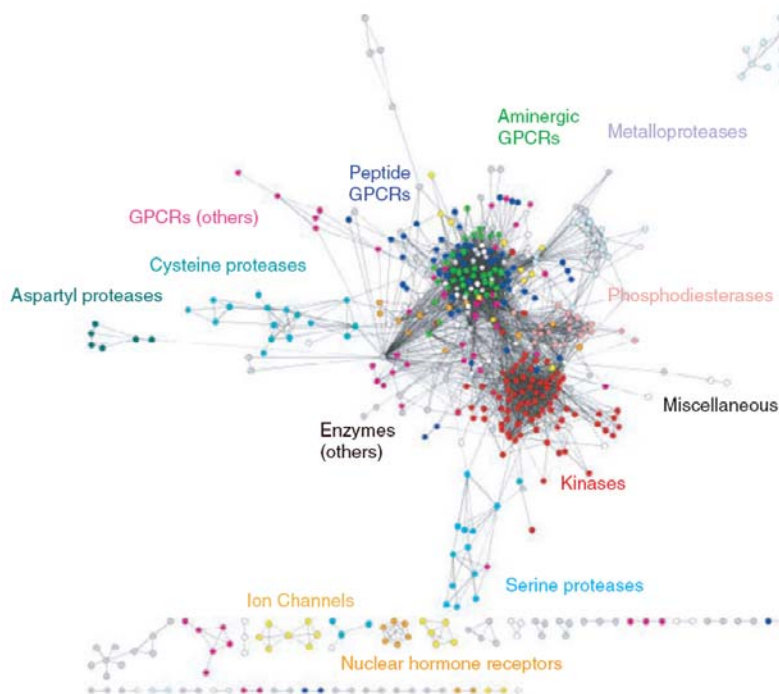 Aminergic
GPCRs
Metalloproteases
Peptide
GPCRs
GPCRs (others)
Cysteine proteases
Aspartyl proteases
Phosphodiesterases
Miscellaneous
Enzymes
(others)
Kinases
Serine proteases
Ion Channels
Nuclear hormone receptors